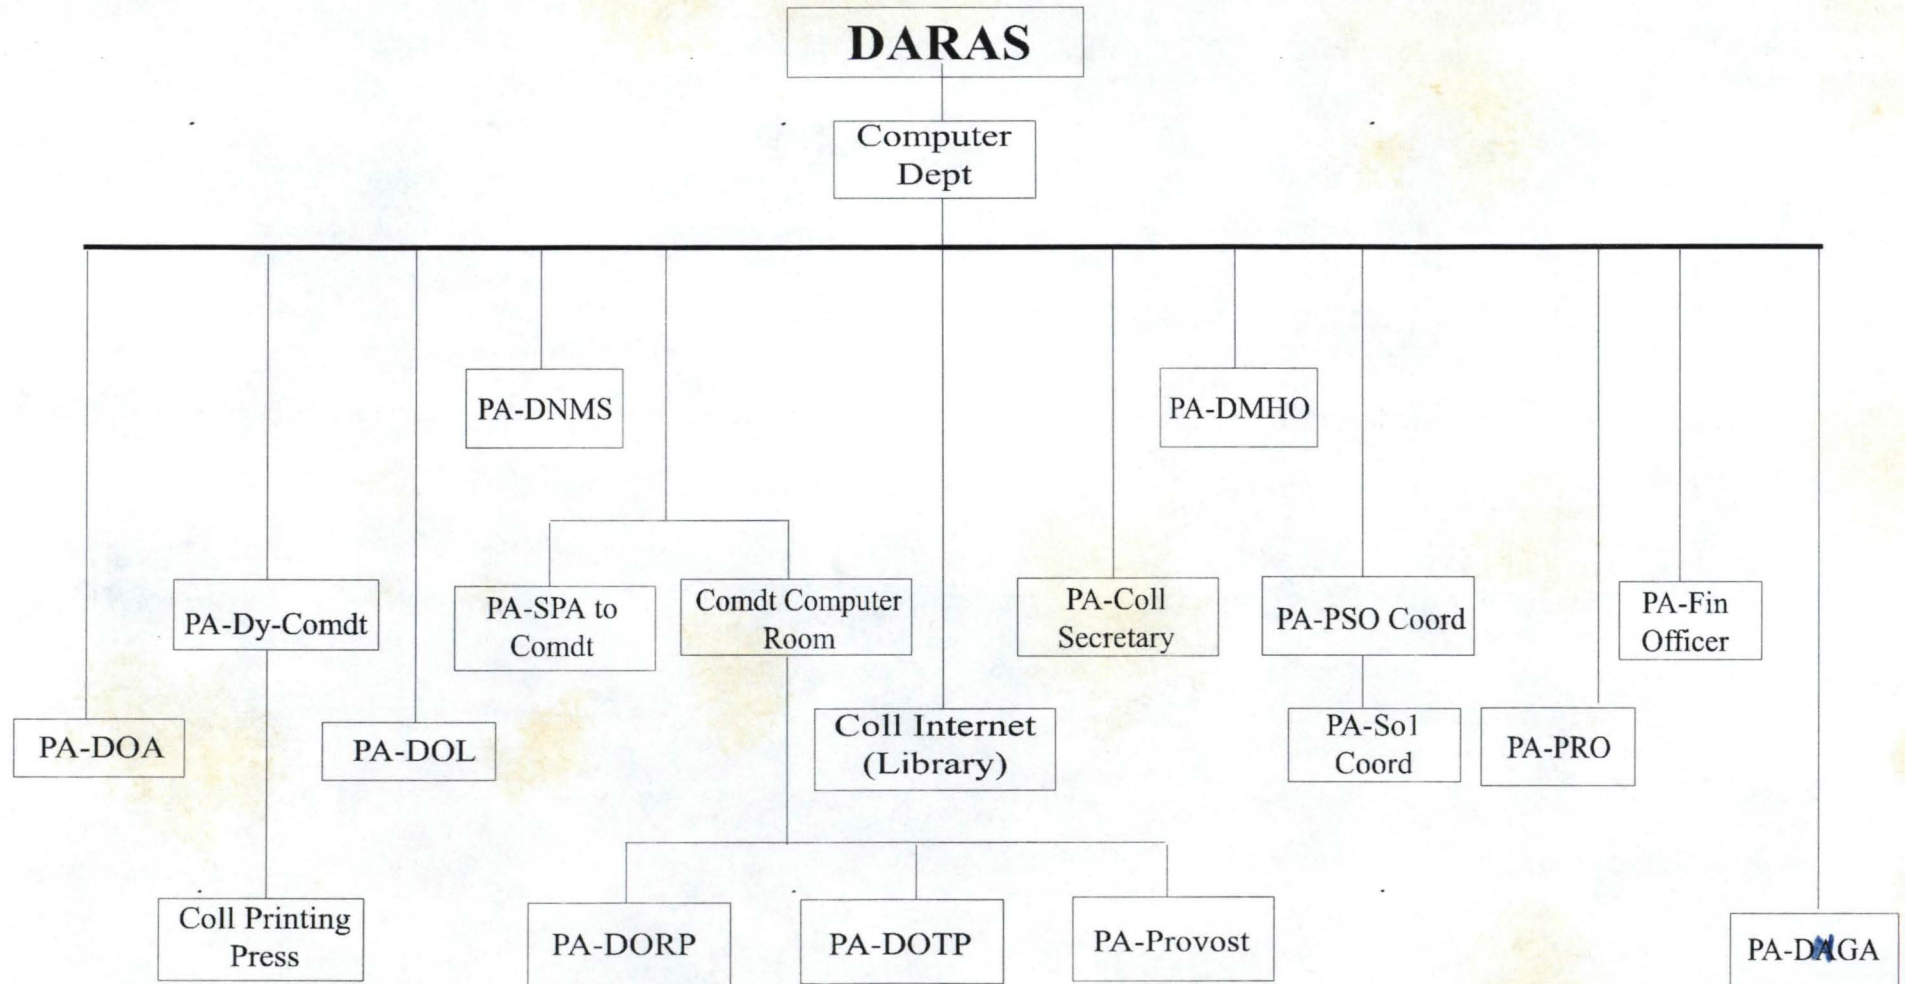 DARAS
Computer
Dept
PA-DNMS
PA-DMHO
PA-Dy-Comdt
PA-SPA to
Comdt
Comdt Computer
Room
PA-Coll
Secretary
PA-PSO Coord
PA-Fin
Officer
PA-DOA
PA-DOL
Coll Internet
(Library)
PA-So1
Coord
PA-PRO
Coll Printing
Press
PA-DORP
PA-DOTP
PA-Provost
PA-DAGA